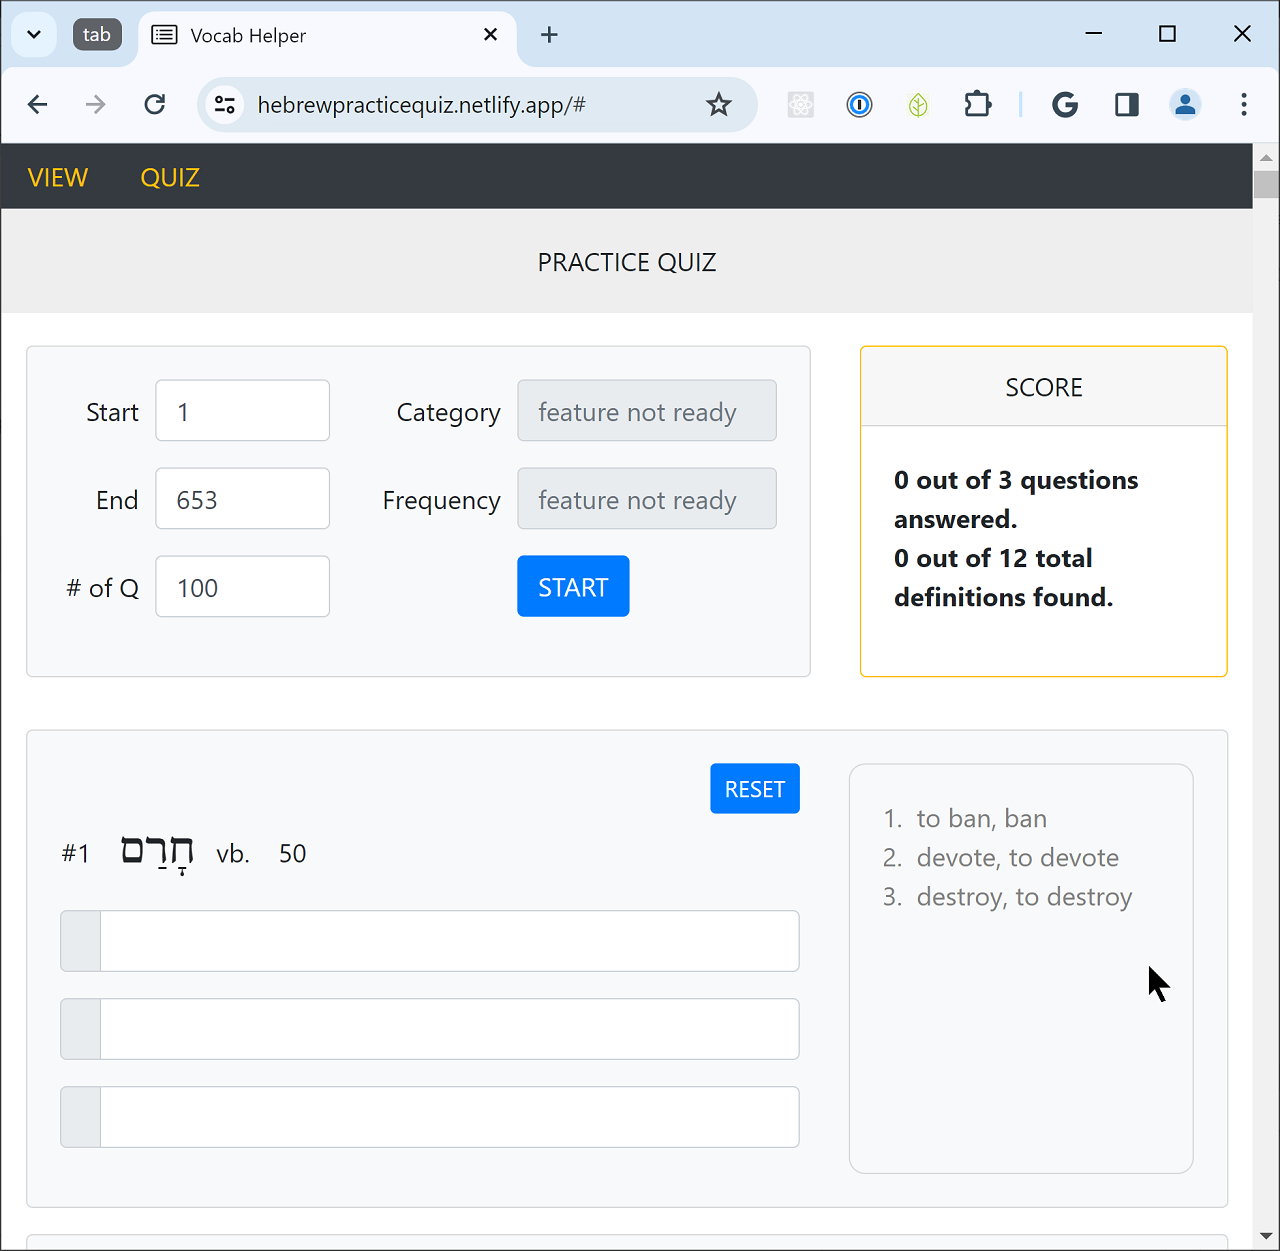 tab
Vocab Helper
hebrewpracticequiz.netlify.app/#
VIEW QUIZ
PRACTICE QUIZ
Start 1 Category feature not ready
End 653 Frequency feature not ready
# of Q 100 START
SCORE
0 out of 3 questions
answered.
0 out of 12 total
definitions found.
RESET
#1 חָרַם vb. 50
1. to ban, ban
2. devote, to devote
3. destroy, to destroy